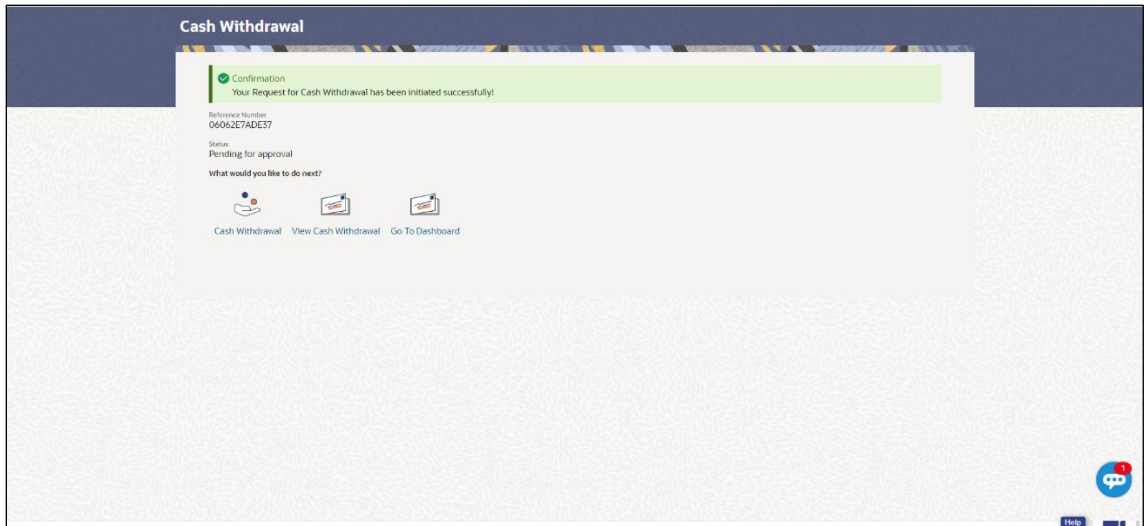 Cash Withdrawal
Confirmation
Your Request for Cash Withdrawal has been initiated successfully!
Reference Number
06062E7ADE37
Status
Pending for approval
What would you like to do next?
Cash Withdrawal View Cash Withdrawal Go To Dashboard
1
Help